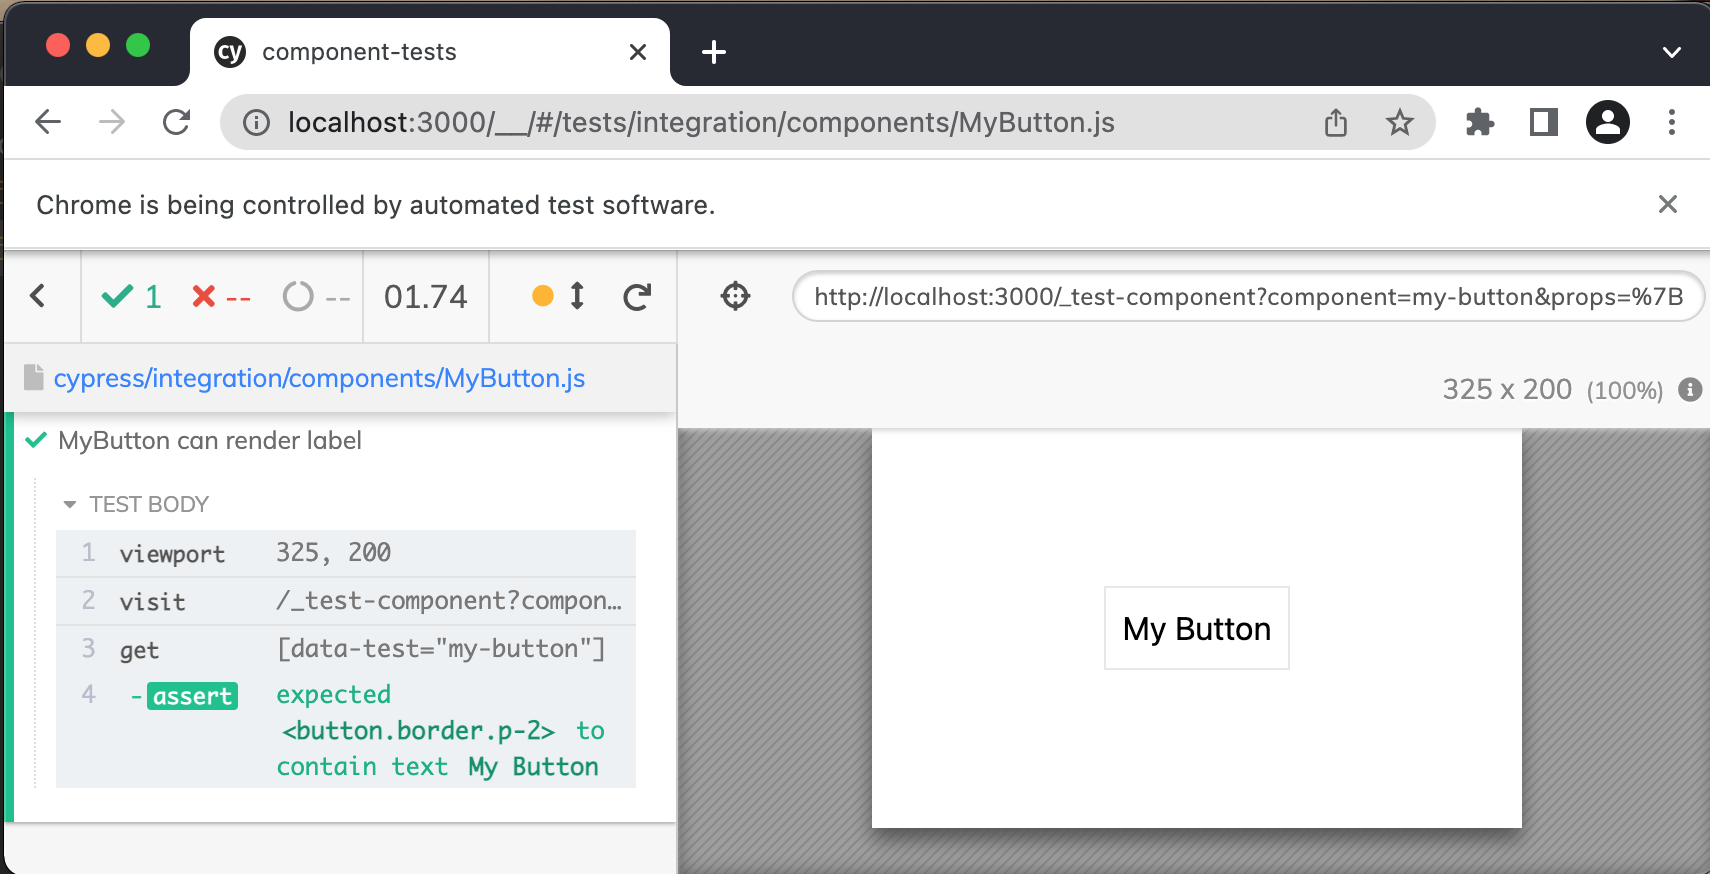 cy component-tests
localhost:3000/__/#/tests/integration/components/MyButton.js
Chrome is being controlled by automated test software.
1 -- -- 01.74
http://localhost:3000/_test-component?component=my-button&props=%7B
cypress/integration/components/MyButton.js
325 x 200 (100%)
MyButton can render label
TEST BODY
1 viewport 325, 200
2 visit /_test-component?compon…
3 get [data-test="my-button"]
4 -assert expected
<button.border.p-2> to
contain text My Button
My Button